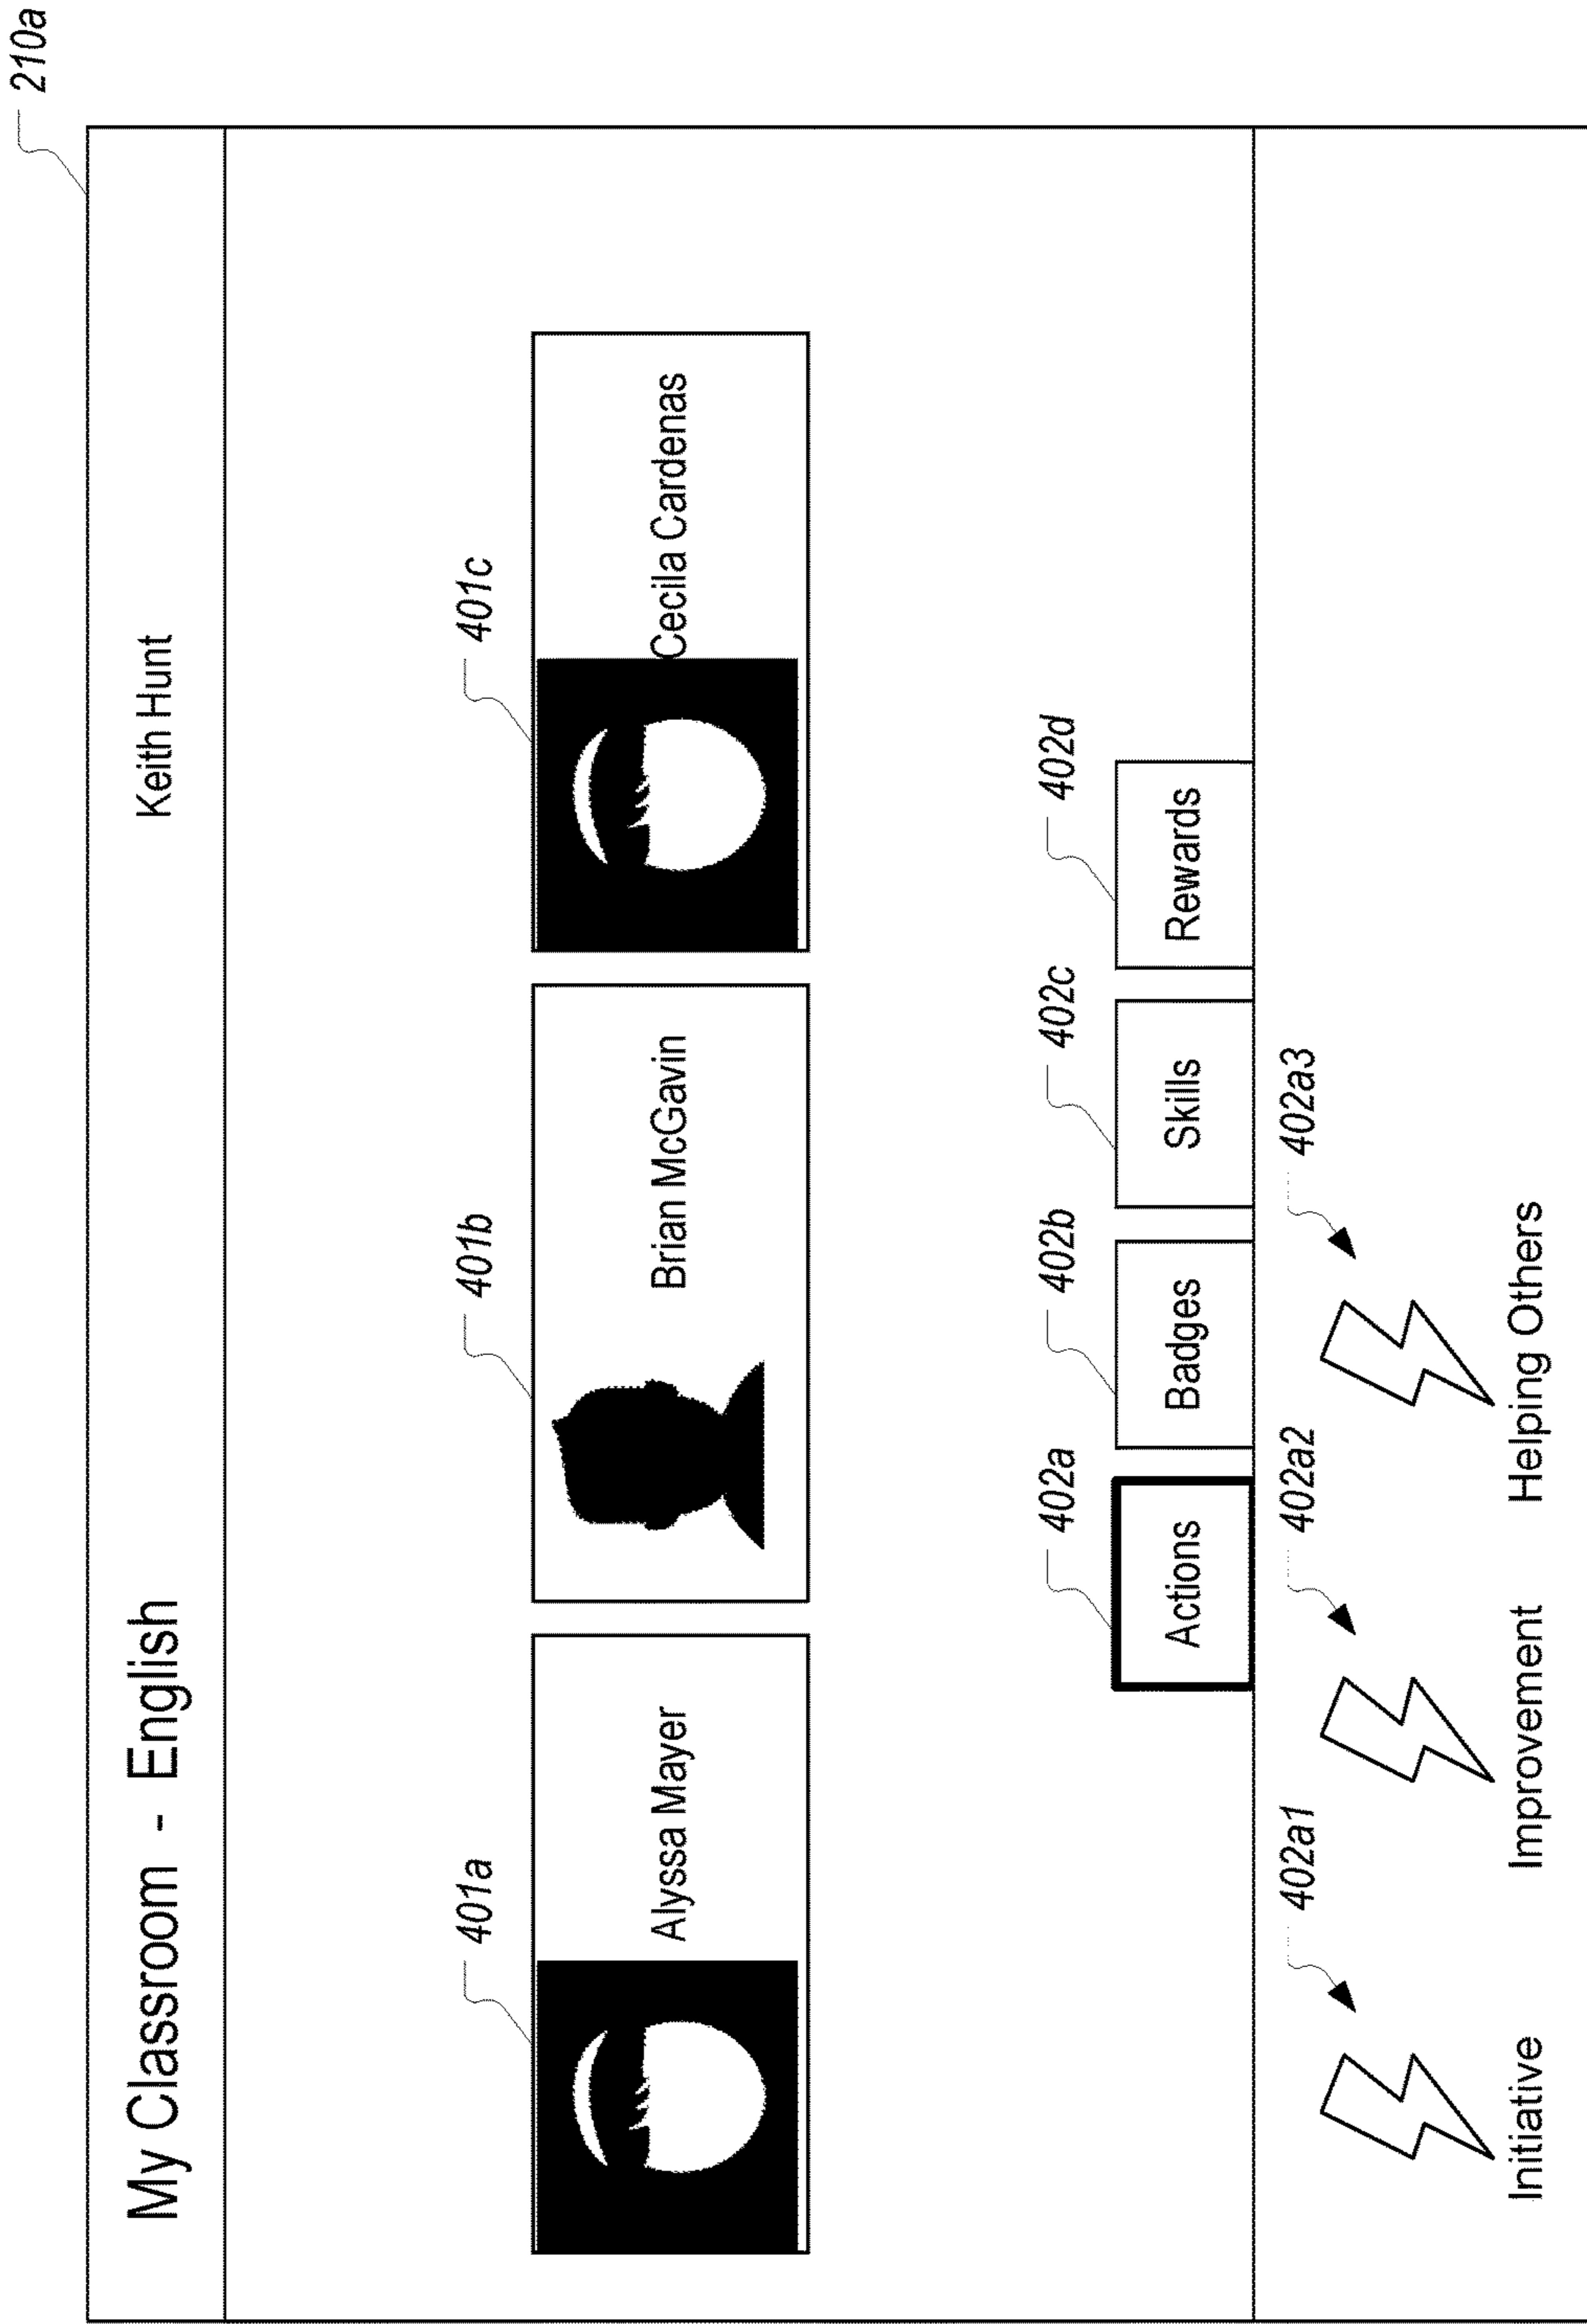 210a
My Classroom - English
Keith Hunt
401a
401b
401c
Alyssa Mayer
Brian McGavin
Cecila Cardenas
402a
402b
402c
402d
Actions
Badges
Skills
Rewards
402a1
402a2
402a3
Initiative
Improvement
Helping Others